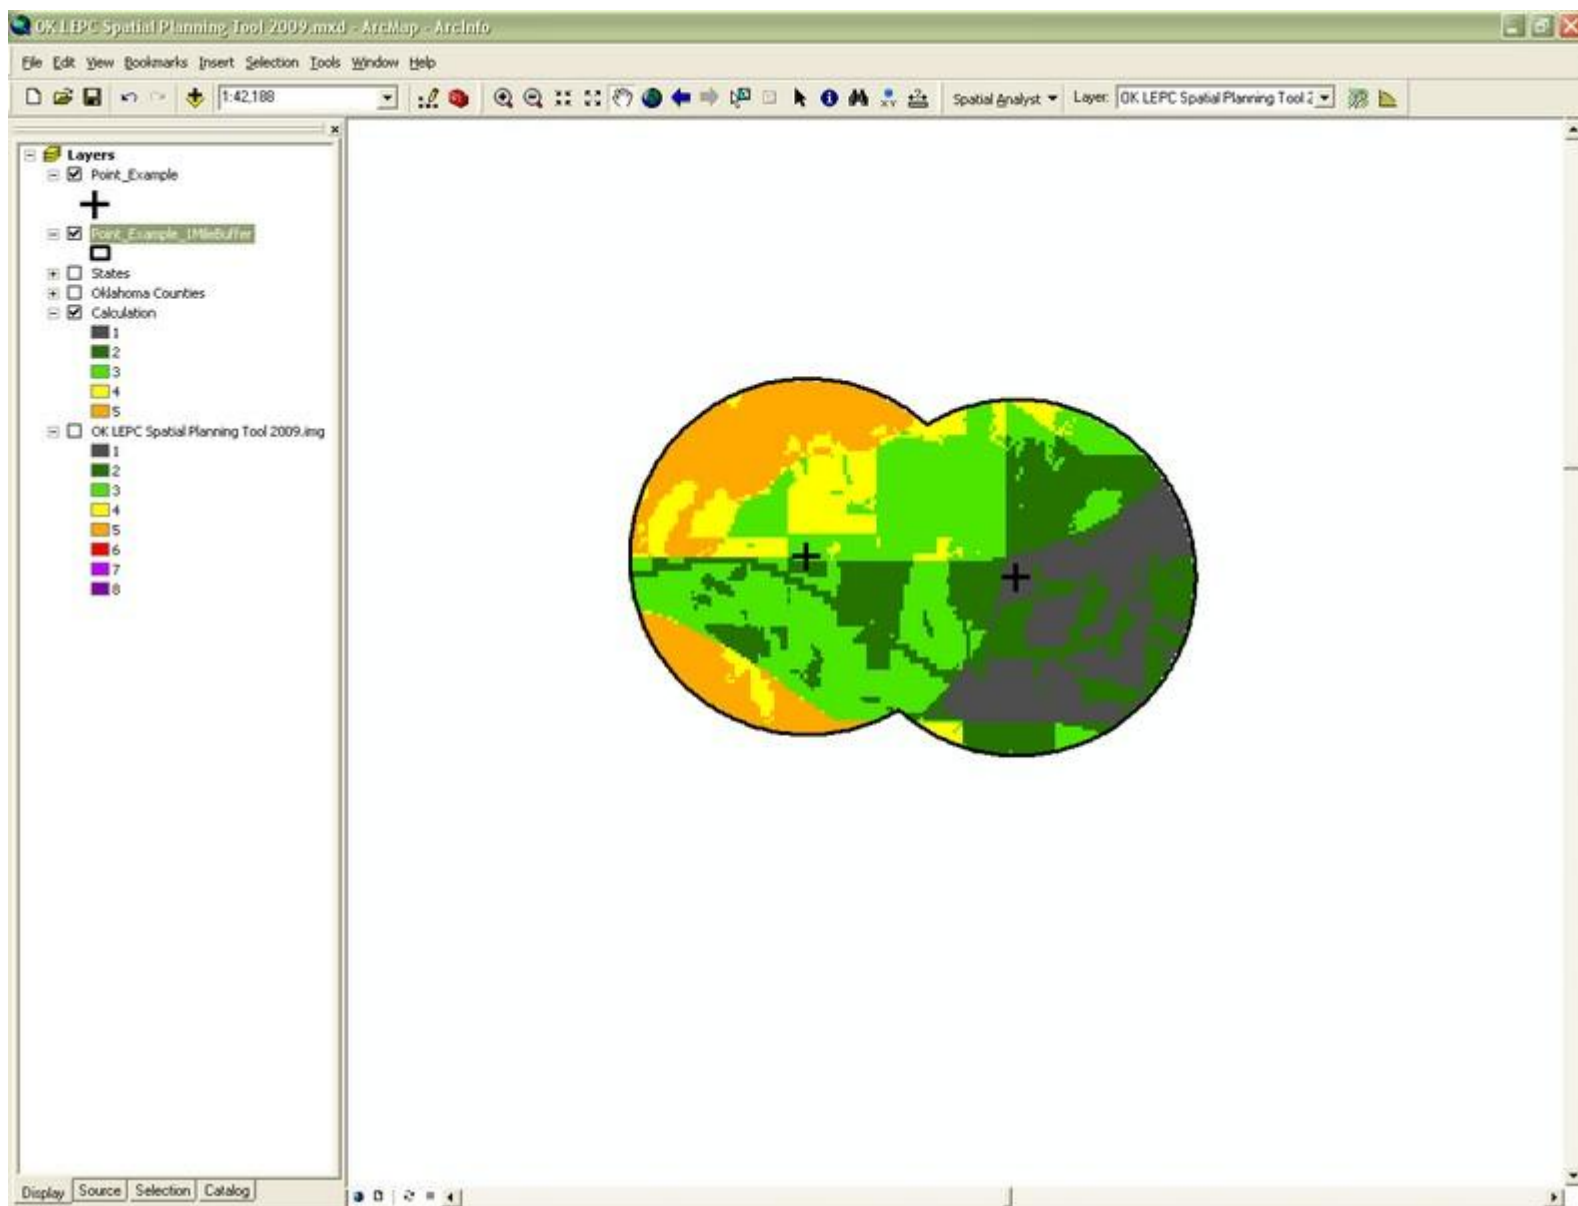 OK LEPC Spatial Planning Tool 2009.mxd - ArcMap - ArcInfo
File Edit View Bookmarks Insert Selection Tools Window Help
1:42,188
Spatial Analyst
Layer: OK LEPC Spatial Planning Tool 2
Layers
Point_Example
Point_Example_1MileBuffer
States
Oklahoma Counties
Calculation
1
2
3
4
5
OK LEPC Spatial Planning Tool 2009.img
1
2
3
4
5
6
7
8
Display Source Selection Catalog